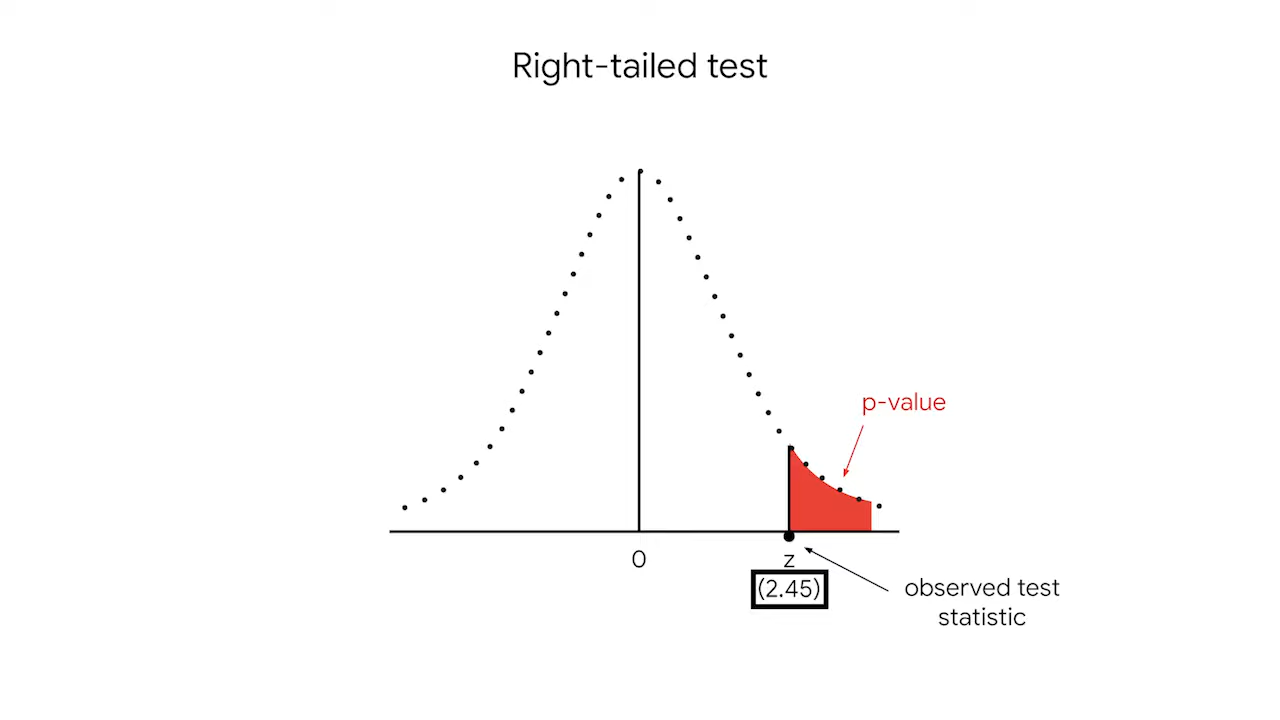 Right-tailed test
p-value
0
z
(2.45)
observed test
statistic